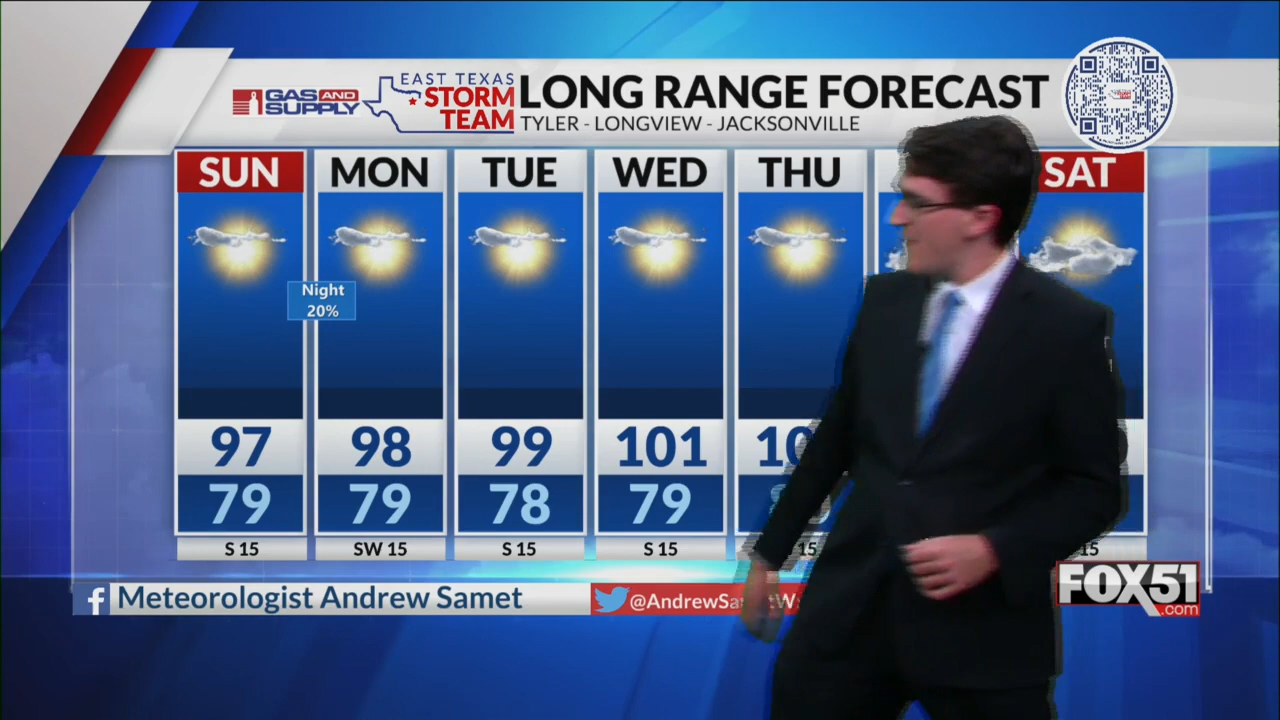 GAS AND SUPPLY
EAST TEXAS
STORM
TEAM
LONG RANGE FORECAST
TYLER - LONGVIEW - JACKSONVILLE
SUN MON TUE WED THU SAT
Night
20%
97 98 99 101
79 79 78 79
S 15 SW 15 S 15 S 15 15 15
Meteorologist Andrew Samet
FOX51
.com